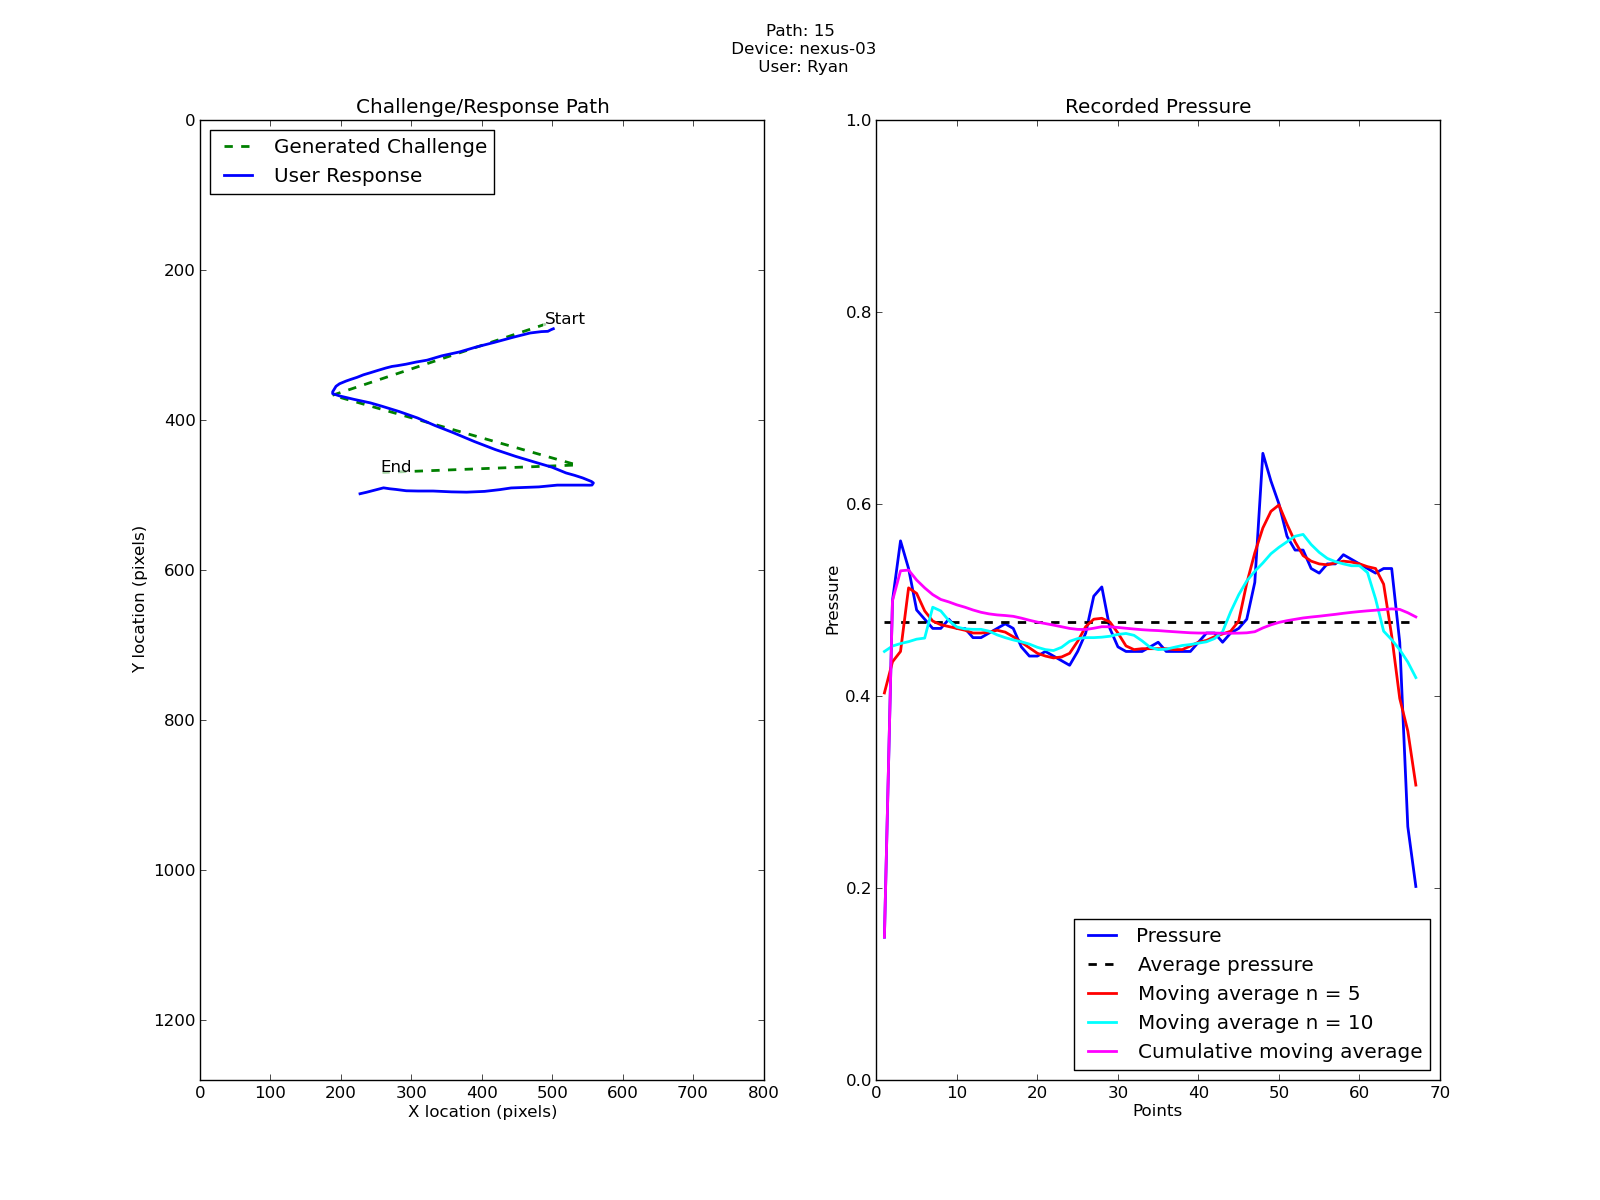 Path: 15
Device: nexus-03
User: Ryan
Challenge/Response Path
Generated Challenge
User Response
Start
End
0
200
400
600
800
1000
1200
Y location (pixels)
0 100 200 300 400 500 600 700 800
X location (pixels)
Recorded Pressure
1.0
0.8
0.6
0.4
0.2
0.0
Pressure
Pressure
Average pressure
Moving average n = 5
Moving average n = 10
Cumulative moving average
0 10 20 30 40 50 60 70
Points